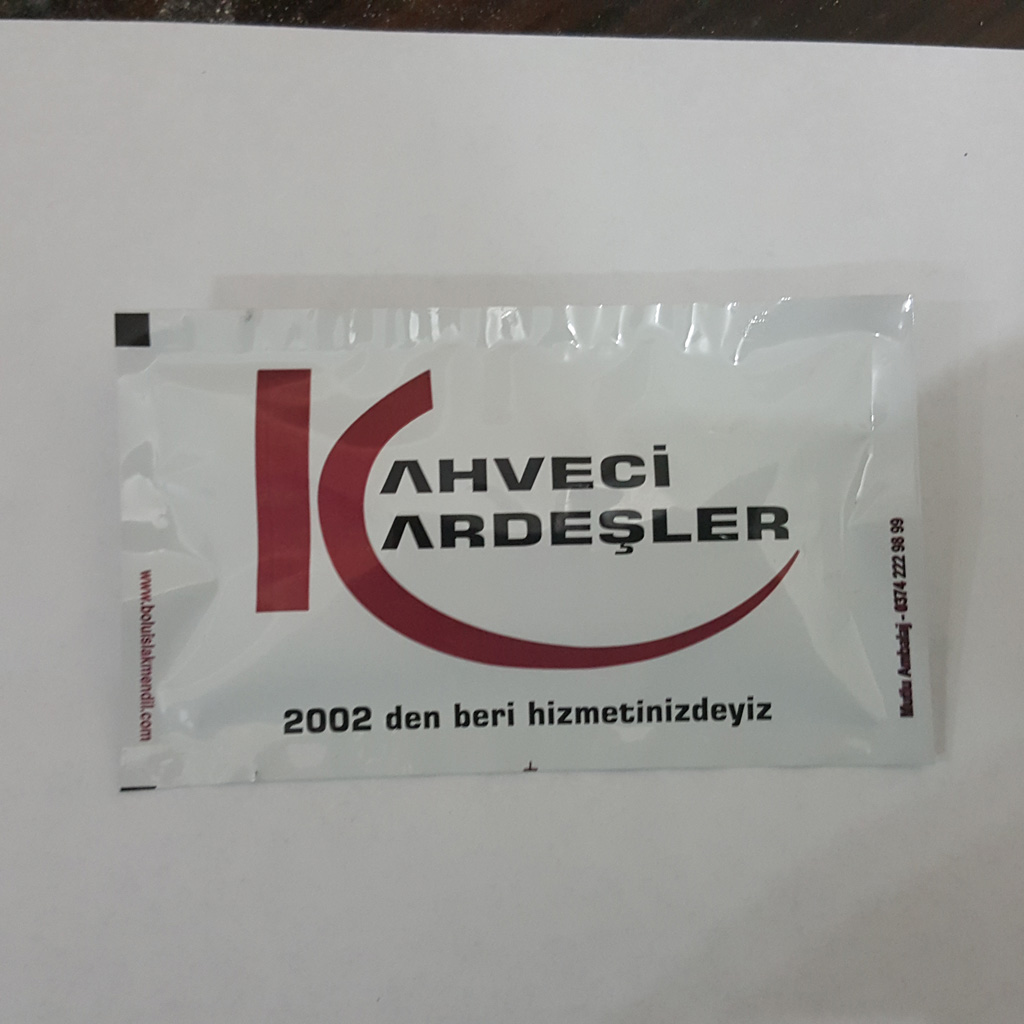 KAHVECİ
KARDEŞLER
2002 den beri hizmetinizdeyiz
www.boluislakmendil.com
Mutlu Ambalaj - 0374 222 98 99